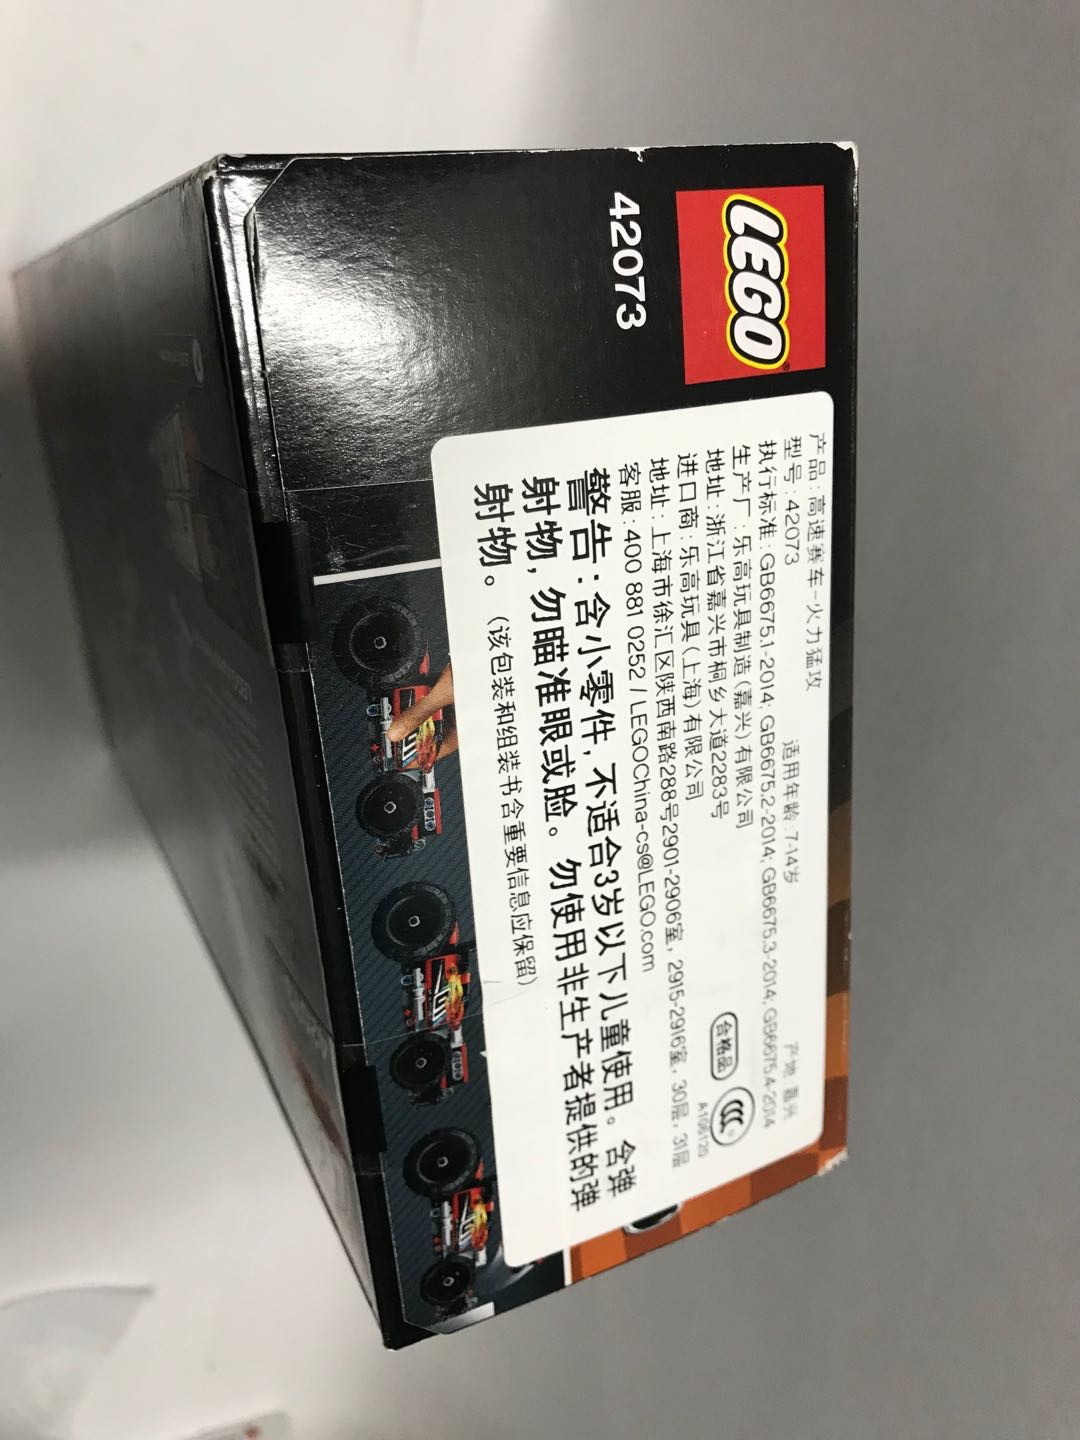 LEGO
42073
产品:高速赛车-火力猛攻
型号:42073 适用年龄:7-14岁 产地:嘉兴
执行标准:GB6675.1-2014; GB6675.2-2014; GB6675.3-2014; GB6675.4-2014
生产厂:乐高玩具制造(嘉兴)有限公司
地址:浙江省嘉兴市桐乡大道2283号
进口商:乐高玩具(上海)有限公司
地址:上海市徐汇区陕西南路288号2901-2906室, 2915-2916室, 30层, 31层
客服:400 881 0252 / LEGOChina-cs@LEGO.com
合格品
A106120
警告:含小零件,不适合3岁以下儿童使用。含弹
射物,勿瞄准眼或脸。勿使用非生产者提供的弹
射物。(该包装和组装书含重要信息应保留)